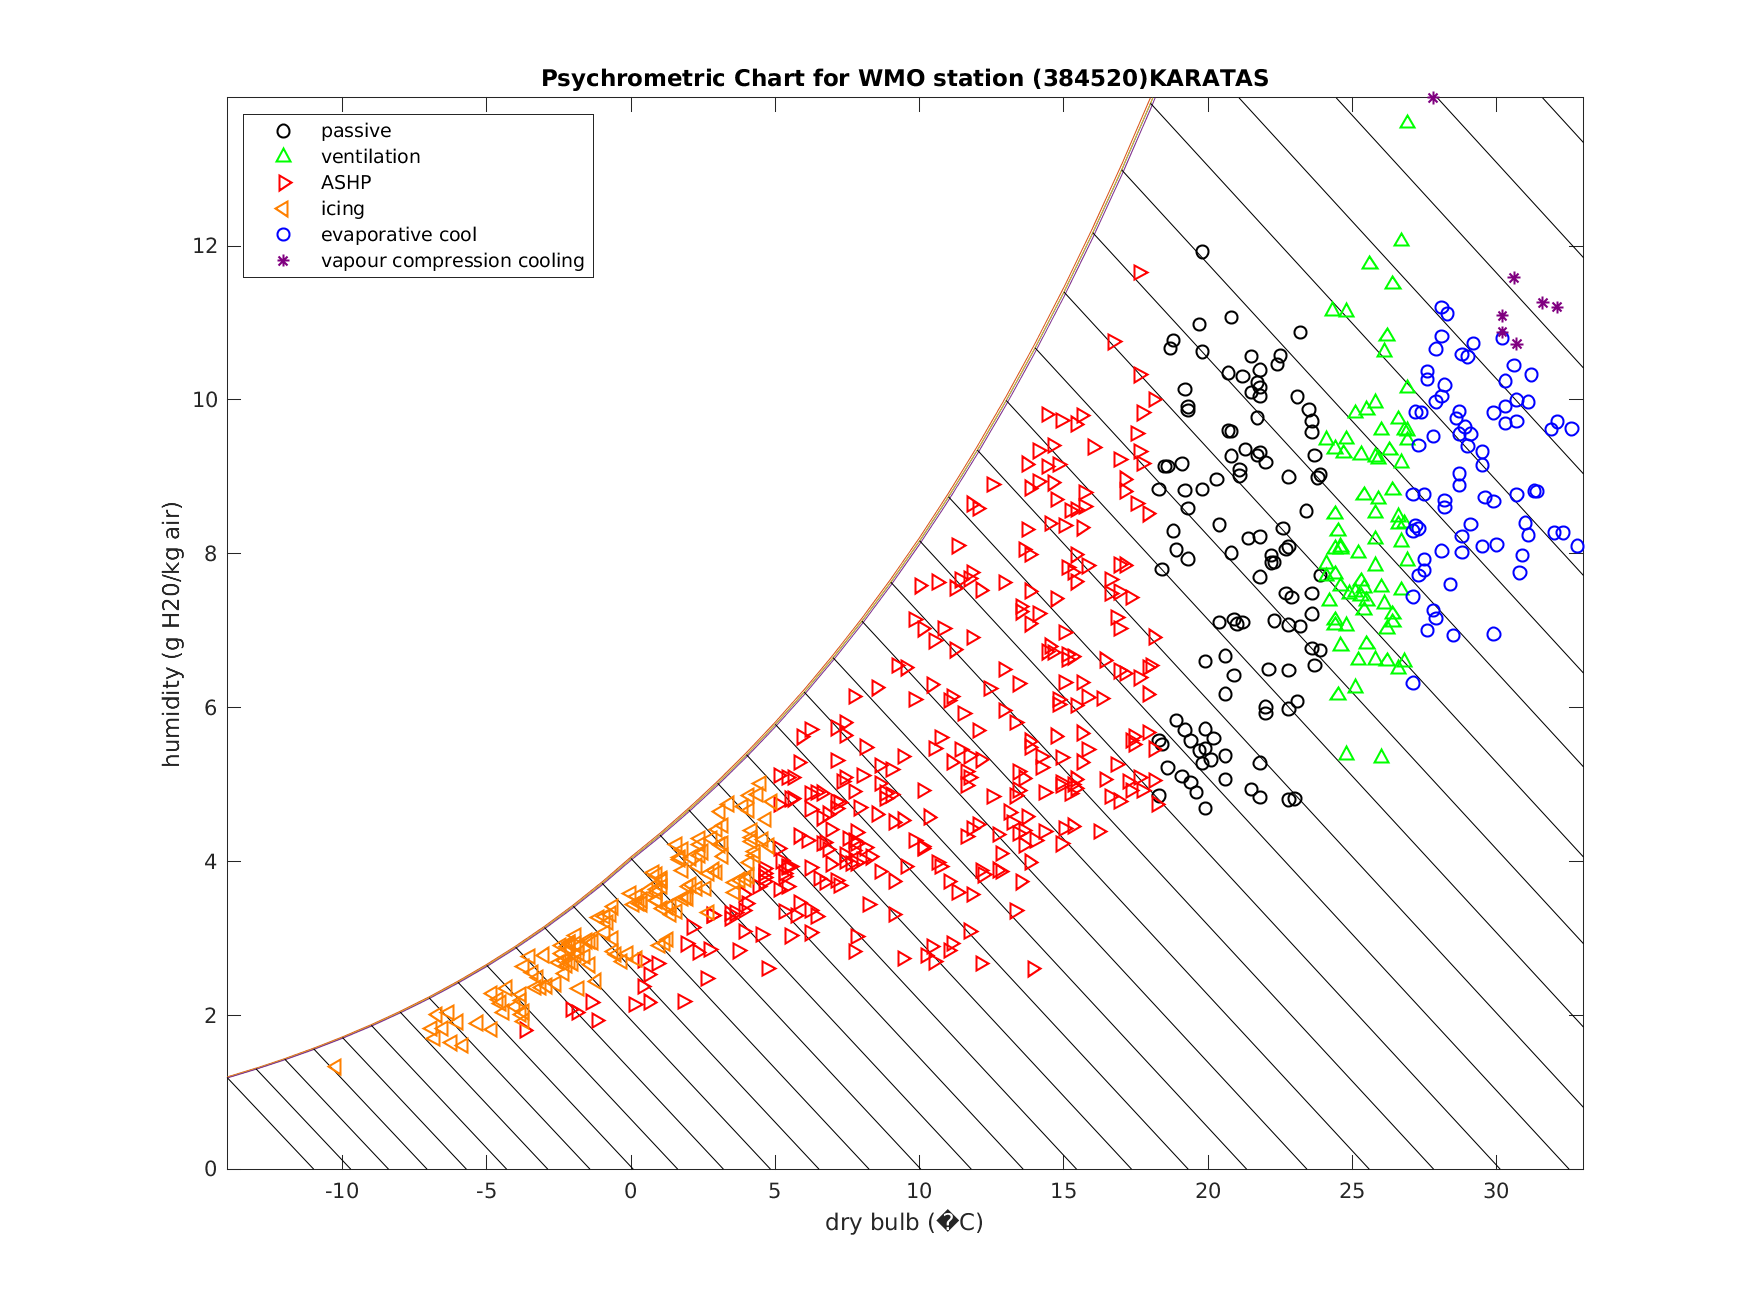 Psychrometric Chart for WMO station (384520)KARATAS
passive
ventilation
ASHP
icing
evaporative cool
vapour compression cooling
humidity (g H20/kg air)
12
10
8
6
4
2
0
-10 -5 0 5 10 15 20 25 30
dry bulb (�C)